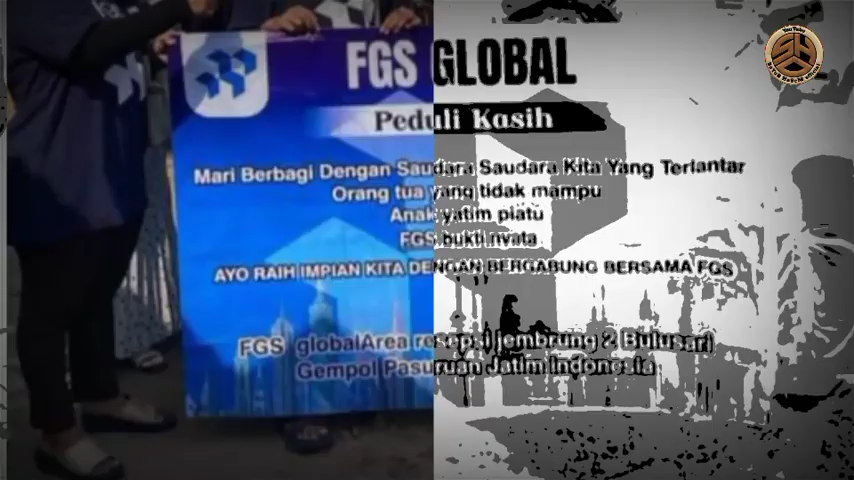 FGS GLOBAL
Peduli Kasih
Mari Berbagi Dengan Saudara Saudara Kita Yang Terlantar
Orang tua yang tidak mampu
Anak yatim piatu
FGS bukti nyata
AYO RAIH IMPIAN KITA DENGAN BERGABUNG BERSAMA FGS
FGS globalArea resep Jembrung 2 Bulusari
Gempol Pasuruan Jatim Indonesia
YouTube